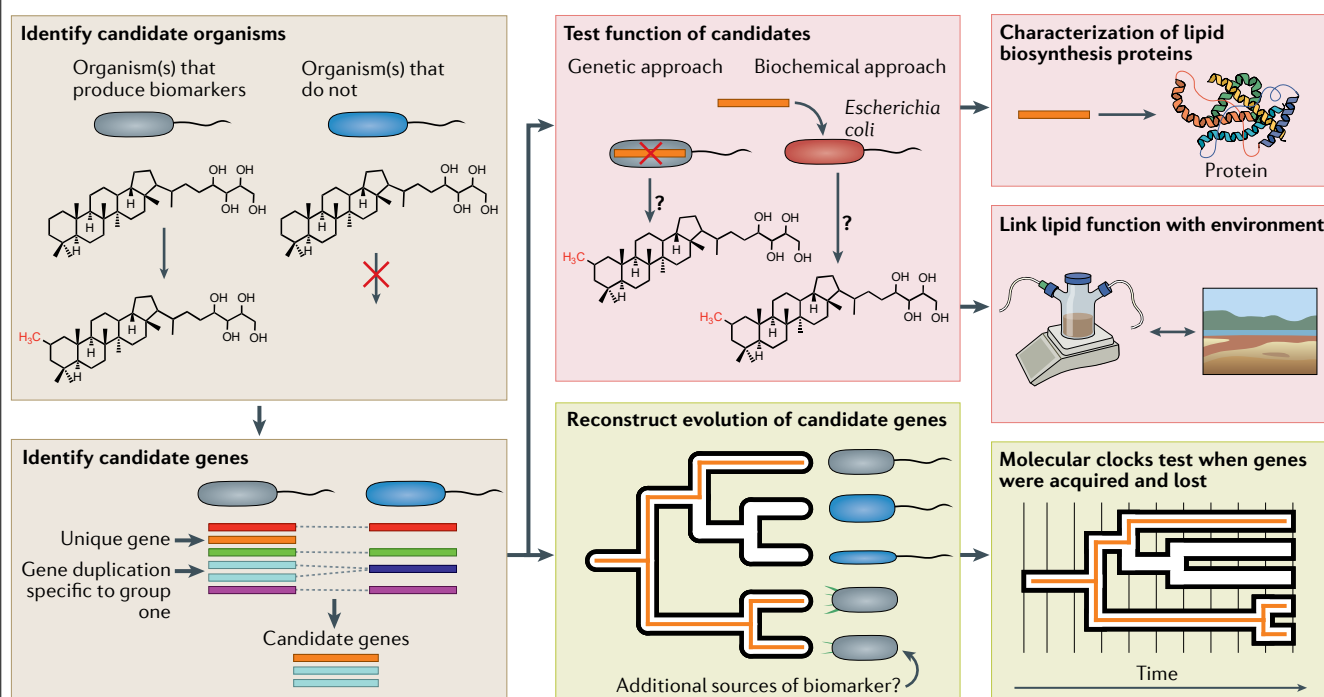 Identify candidate organisms
Organism(s) that
produce biomarkers
Organism(s) that
do not
OH
OH
OH
OH
H
H
H
OH
OH
OH
OH
H
H
H
OH
OH
OH
OH
H₃C
H
H
H
Identify candidate genes
Unique gene
Gene duplication
specific to group
one
Candidate genes
Test function of candidates
Genetic approach
Biochemical approach
Escherichia
coli
?
?
OH
OH
OH
OH
H₃C
H
H
H
OH
OH
OH
OH
H₃C
H
H
H
Reconstruct evolution of candidate genes
Additional sources of biomarker?
Characterization of lipid
biosynthesis proteins
Protein
Link lipid function with environment
Molecular clocks test when genes
were acquired and lost
Time